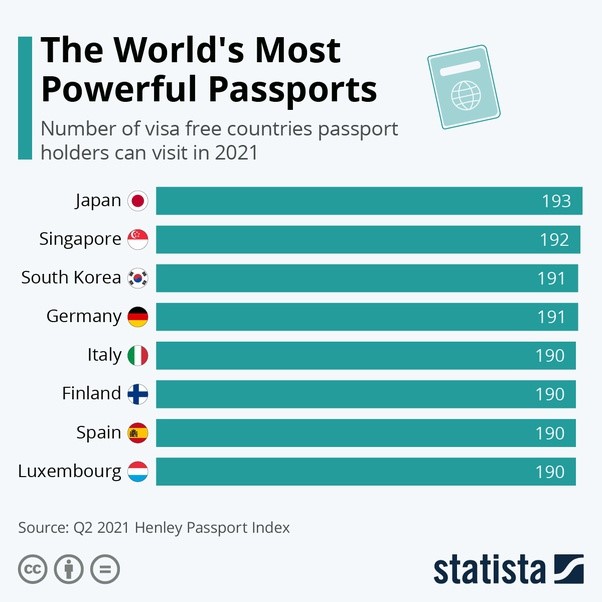 The World's Most
Powerful Passports
Number of visa free countries passport
holders can visit in 2021
Japan 193
Singapore 192
South Korea 191
Germany 191
Italy 190
Finland 190
Spain 190
Luxembourg 190
Source: Q2 2021 Henley Passport Index
cc = statista